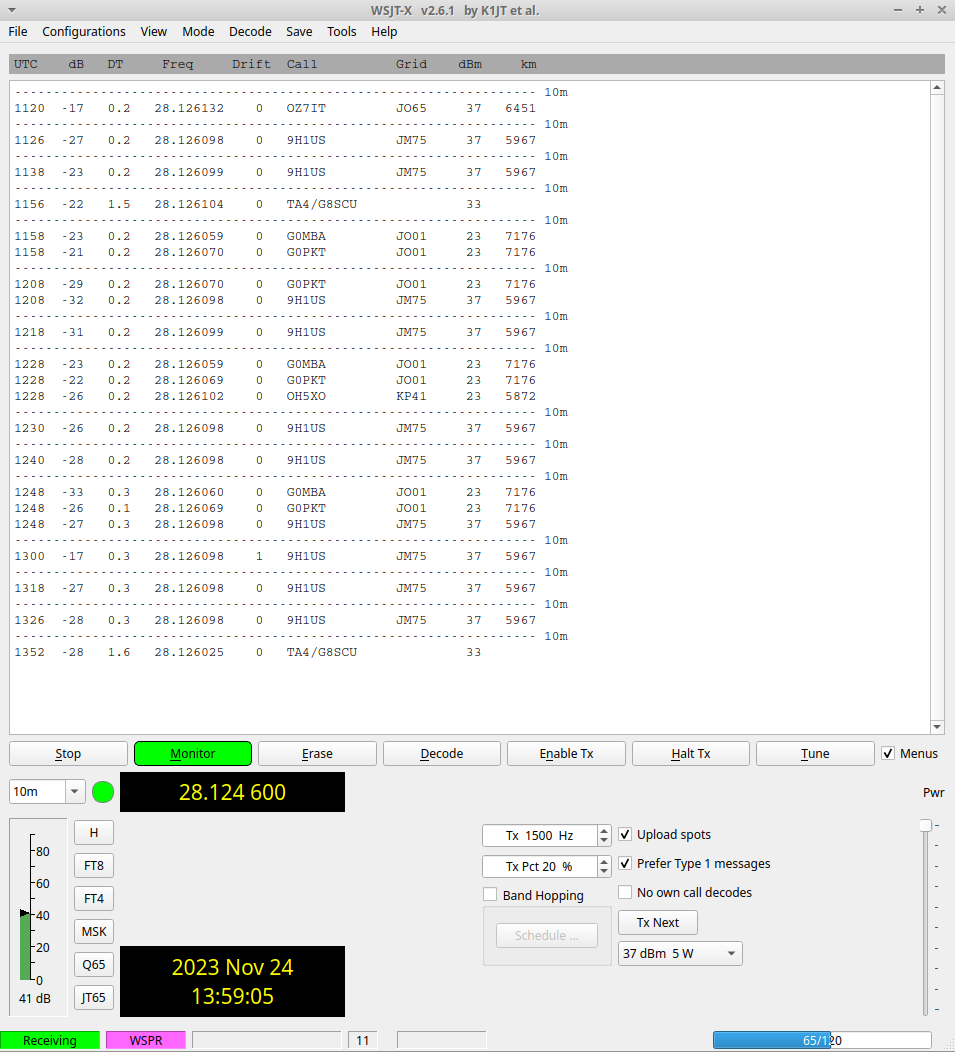 WSJT-X v2.6.1 by K1JT et al.
File Configurations View Mode Decode Save Tools Help
UTC dB DT Freq Drift Call Grid dBm km
------------------------------------------------------------------- 10m
1120 -17 0.2 28.126132 0 OZ7IT JO65 37 6451
------------------------------------------------------------------- 10m
1126 -27 0.2 28.126098 0 9H1US JM75 37 5967
------------------------------------------------------------------- 10m
1138 -23 0.2 28.126099 0 9H1US JM75 37 5967
------------------------------------------------------------------- 10m
1156 -22 1.5 28.126104 0 TA4/G8SCU 33
------------------------------------------------------------------- 10m
1158 -23 0.2 28.126059 0 G0MBA JO01 23 7176
1158 -21 0.2 28.126070 0 G0PKT JO01 23 7176
------------------------------------------------------------------- 10m
1208 -29 0.2 28.126070 0 G0PKT JO01 23 7176
1208 -32 0.2 28.126098 0 9H1US JM75 37 5967
------------------------------------------------------------------- 10m
1218 -31 0.2 28.126099 0 9H1US JM75 37 5967
------------------------------------------------------------------- 10m
1228 -23 0.2 28.126059 0 G0MBA JO01 23 7176
1228 -22 0.2 28.126069 0 G0PKT JO01 23 7176
1228 -26 0.2 28.126102 0 OH5XO KP41 23 5872
------------------------------------------------------------------- 10m
1230 -26 0.2 28.126098 0 9H1US JM75 37 5967
------------------------------------------------------------------- 10m
1240 -28 0.2 28.126098 0 9H1US JM75 37 5967
------------------------------------------------------------------- 10m
1248 -33 0.3 28.126060 0 G0MBA JO01 23 7176
1248 -26 0.1 28.126069 0 G0PKT JO01 23 7176
1248 -27 0.3 28.126098 0 9H1US JM75 37 5967
------------------------------------------------------------------- 10m
1300 -17 0.3 28.126098 1 9H1US JM75 37 5967
------------------------------------------------------------------- 10m
1318 -27 0.3 28.126098 0 9H1US JM75 37 5967
------------------------------------------------------------------- 10m
1326 -28 0.3 28.126098 0 9H1US JM75 37 5967
------------------------------------------------------------------- 10m
1352 -28 1.6 28.126025 0 TA4/G8SCU 33
Stop Monitor Erase Decode Enable Tx Halt Tx Tune Menus
10m 28.124 600 Pwr
80
60
40
20
0
41 dB
H
FT8
FT4
MSK
Q65
JT65
2023 Nov 24
13:59:05
Tx 1500 Hz
Tx Pct 20 %
Band Hopping
Schedule ...
Upload spots
Prefer Type 1 messages
No own call decodes
Tx Next
37 dBm 5 W
Receiving WSPR 11 65/120